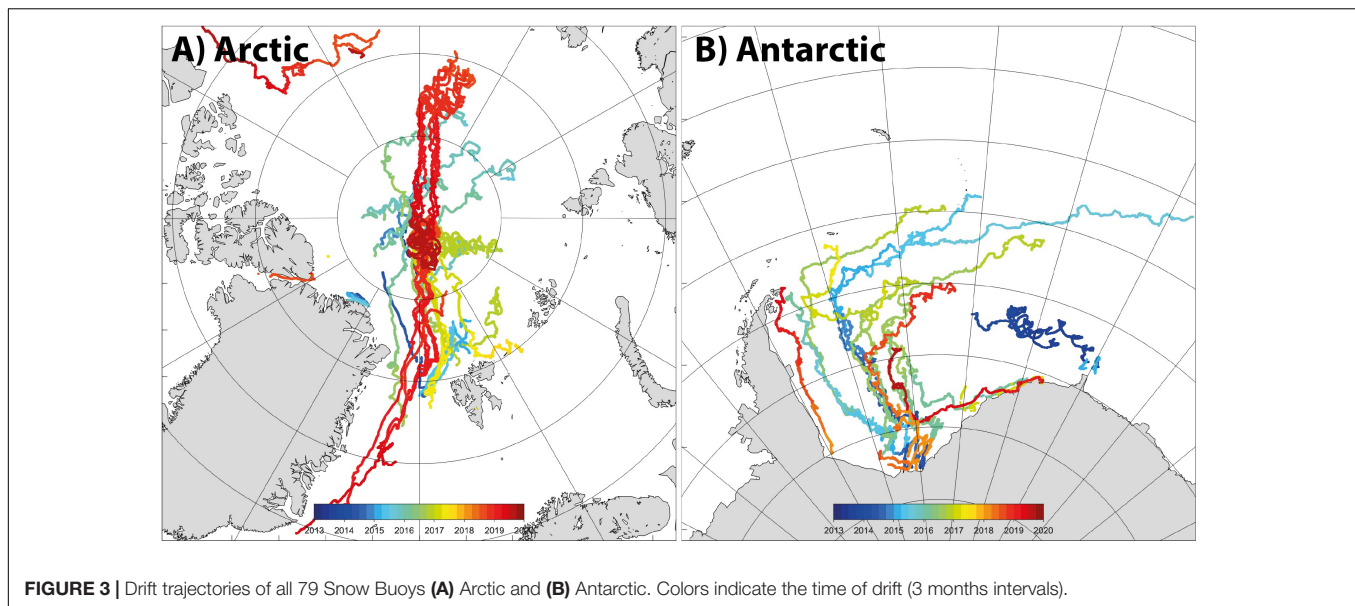 A) Arctic
B) Antarctic
2013 2014 2015 2016 2017 2018 2019 2020
2013 2014 2015 2016 2017 2018 2019 2020
FIGURE 3 | Drift trajectories of all 79 Snow Buoys (A) Arctic and (B) Antarctic. Colors indicate the time of drift (3 months intervals).